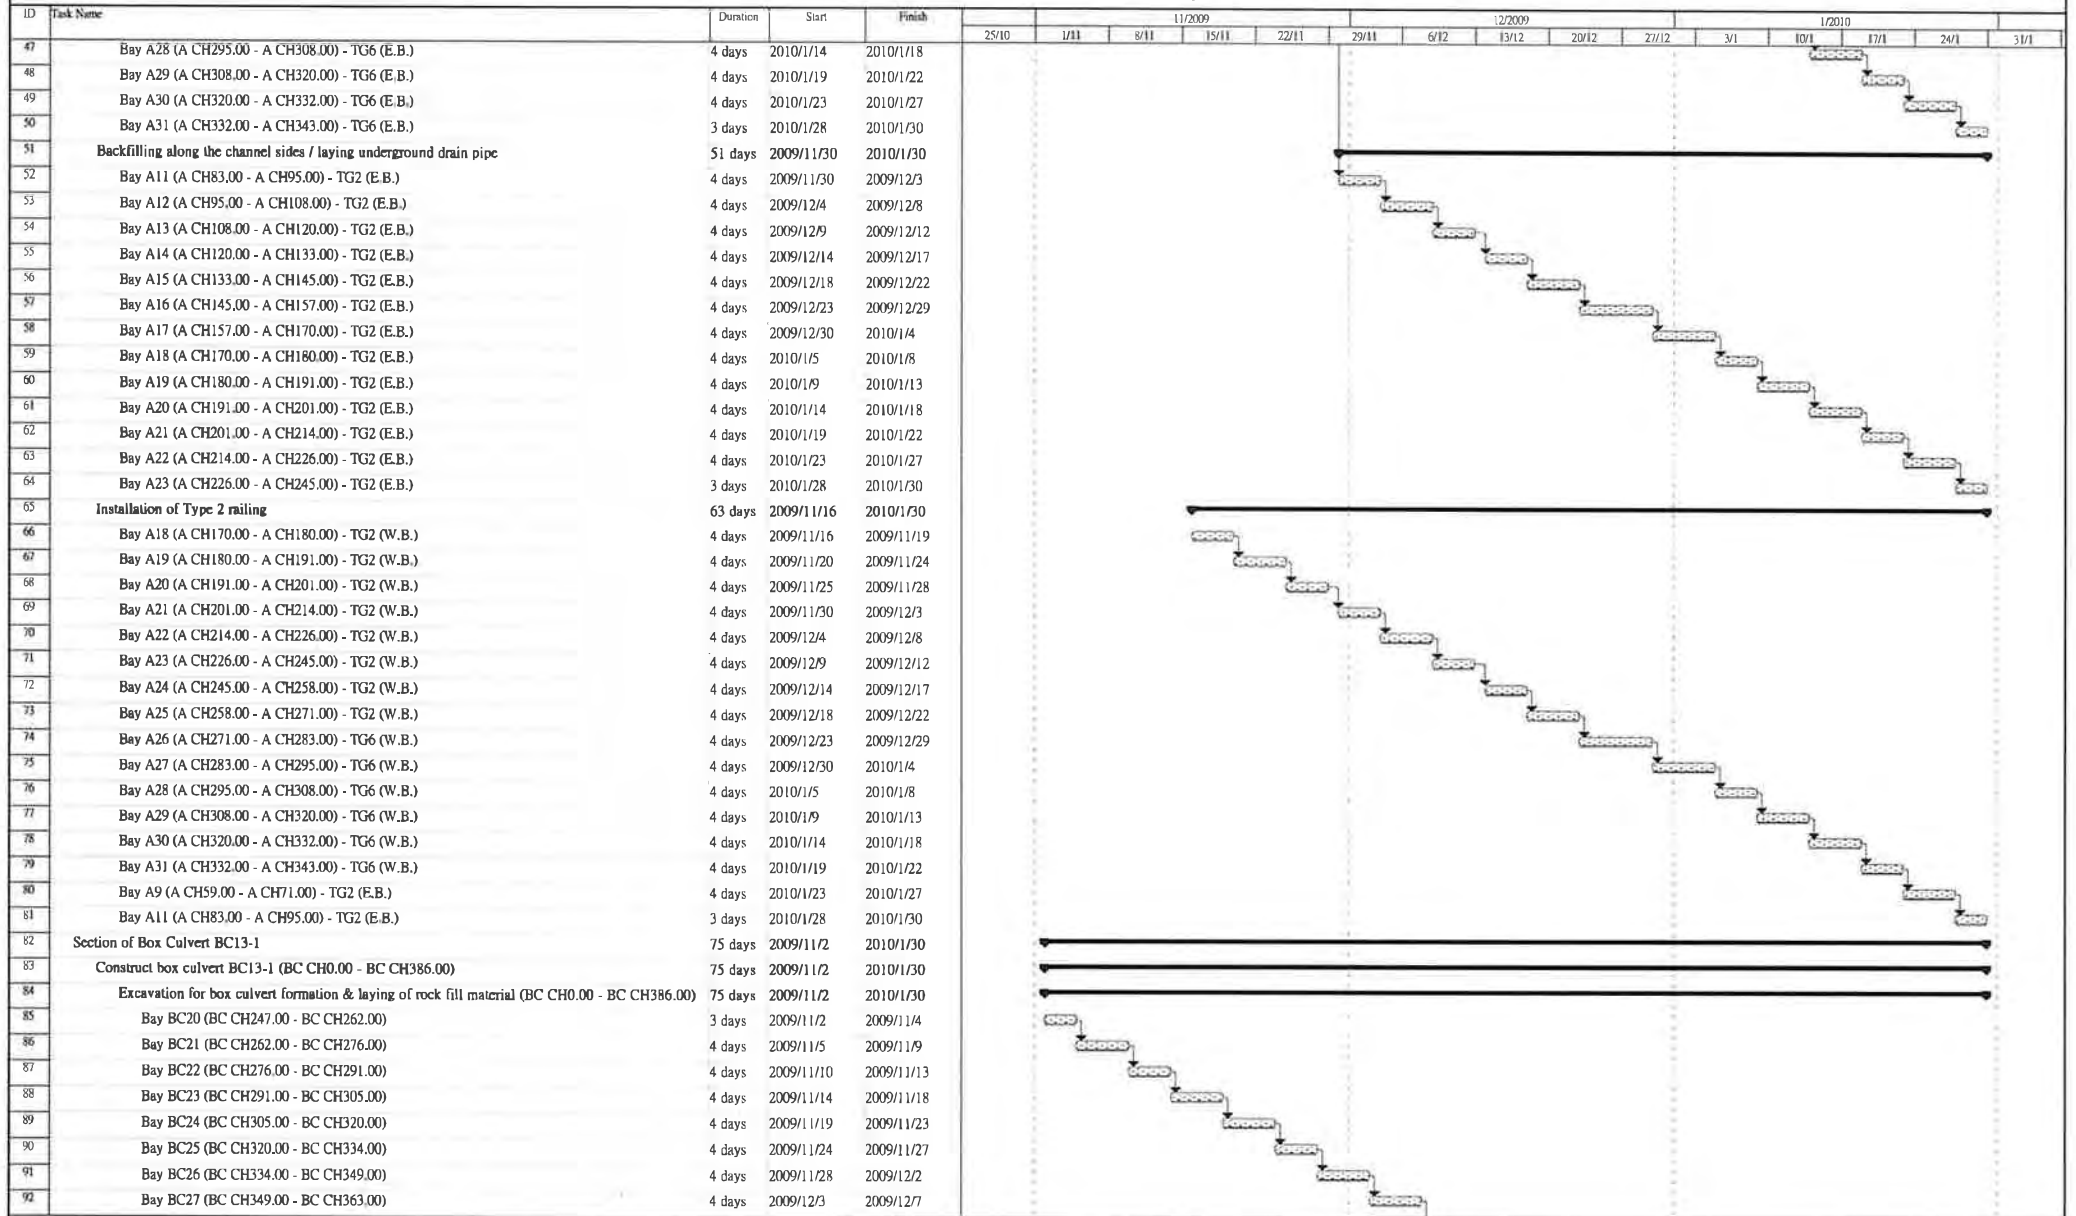 ID Task Name Duration Start Finish 11/2009 12/2009 1/2010
25/10 1/11 8/11 15/11 22/11 29/11 6/12 13/12 20/12 27/12 3/1 10/1 17/1 24/1 31/1
47 Bay A28 (A CH295.00 - A CH308.00) - TG6 (E.B.) 4 days 2010/1/14 2010/1/18
48 Bay A29 (A CH308.00 - A CH320.00) - TG6 (E.B.) 4 days 2010/1/19 2010/1/22
49 Bay A30 (A CH320.00 - A CH332.00) - TG6 (E.B.) 4 days 2010/1/23 2010/1/27
50 Bay A31 (A CH332.00 - A CH343.00) - TG6 (E.B.) 3 days 2010/1/28 2010/1/30
51 Backfilling along the channel sides / laying underground drain pipe 51 days 2009/11/30 2010/1/30
52 Bay A11 (A CH83.00 - A CH95.00) - TG2 (E.B.) 4 days 2009/11/30 2009/12/3
53 Bay A12 (A CH95.00 - A CH108.00) - TG2 (E.B.) 4 days 2009/12/4 2009/12/8
54 Bay A13 (A CH108.00 - A CH120.00) - TG2 (E.B.) 4 days 2009/12/9 2009/12/12
55 Bay A14 (A CH120.00 - A CH133.00) - TG2 (E.B.) 4 days 2009/12/14 2009/12/17
56 Bay A15 (A CH133.00 - A CH145.00) - TG2 (E.B.) 4 days 2009/12/18 2009/12/22
57 Bay A16 (A CH145.00 - A CH157.00) - TG2 (E.B.) 4 days 2009/12/23 2009/12/29
58 Bay A17 (A CH157.00 - A CH170.00) - TG2 (E.B.) 4 days 2009/12/30 2010/1/4
59 Bay A18 (A CH170.00 - A CH180.00) - TG2 (E.B.) 4 days 2010/1/5 2010/1/8
60 Bay A19 (A CH180.00 - A CH191.00) - TG2 (E.B.) 4 days 2010/1/9 2010/1/13
61 Bay A20 (A CH191.00 - A CH201.00) - TG2 (E.B.) 4 days 2010/1/14 2010/1/18
62 Bay A21 (A CH201.00 - A CH214.00) - TG2 (E.B.) 4 days 2010/1/19 2010/1/22
63 Bay A22 (A CH214.00 - A CH226.00) - TG2 (E.B.) 4 days 2010/1/23 2010/1/27
64 Bay A23 (A CH226.00 - A CH245.00) - TG2 (E.B.) 3 days 2010/1/28 2010/1/30
65 Installation of Type 2 railing 63 days 2009/11/16 2010/1/30
66 Bay A18 (A CH170.00 - A CH180.00) - TG2 (W.B.) 4 days 2009/11/16 2009/11/19
67 Bay A19 (A CH180.00 - A CH191.00) - TG2 (W.B.) 4 days 2009/11/20 2009/11/24
68 Bay A20 (A CH191.00 - A CH201.00) - TG2 (W.B.) 4 days 2009/11/25 2009/11/28
69 Bay A21 (A CH201.00 - A CH214.00) - TG2 (W.B.) 4 days 2009/11/30 2009/12/3
70 Bay A22 (A CH214.00 - A CH226.00) - TG2 (W.B.) 4 days 2009/12/4 2009/12/8
71 Bay A23 (A CH226.00 - A CH245.00) - TG2 (W.B.) 4 days 2009/12/9 2009/12/12
72 Bay A24 (A CH245.00 - A CH258.00) - TG2 (W.B.) 4 days 2009/12/14 2009/12/17
73 Bay A25 (A CH258.00 - A CH271.00) - TG2 (W.B.) 4 days 2009/12/18 2009/12/22
74 Bay A26 (A CH271.00 - A CH283.00) - TG6 (W.B.) 4 days 2009/12/23 2009/12/29
75 Bay A27 (A CH283.00 - A CH295.00) - TG6 (W.B.) 4 days 2009/12/30 2010/1/4
76 Bay A28 (A CH295.00 - A CH308.00) - TG6 (W.B.) 4 days 2010/1/5 2010/1/8
77 Bay A29 (A CH308.00 - A CH320.00) - TG6 (W.B.) 4 days 2010/1/9 2010/1/13
78 Bay A30 (A CH320.00 - A CH332.00) - TG6 (W.B.) 4 days 2010/1/14 2010/1/18
79 Bay A31 (A CH332.00 - A CH343.00) - TG6 (W.B.) 4 days 2010/1/19 2010/1/22
80 Bay A9 (A CH59.00 - A CH71.00) - TG2 (E.B.) 4 days 2010/1/23 2010/1/27
81 Bay A11 (A CH83.00 - A CH95.00) - TG2 (E.B.) 3 days 2010/1/28 2010/1/30
82 Section of Box Culvert BC13-1 75 days 2009/11/2 2010/1/30
83 Construct box culvert BC13-1 (BC CH0.00 - BC CH386.00) 75 days 2009/11/2 2010/1/30
84 Excavation for box culvert formation & laying of rock fill material (BC CH0.00 - BC CH386.00) 75 days 2009/11/2 2010/1/30
85 Bay BC20 (BC CH247.00 - BC CH262.00) 3 days 2009/11/2 2009/11/4
86 Bay BC21 (BC CH262.00 - BC CH276.00) 4 days 2009/11/5 2009/11/9
87 Bay BC22 (BC CH276.00 - BC CH291.00) 4 days 2009/11/10 2009/11/13
88 Bay BC23 (BC CH291.00 - BC CH305.00) 4 days 2009/11/14 2009/11/18
89 Bay BC24 (BC CH305.00 - BC CH320.00) 4 days 2009/11/19 2009/11/23
90 Bay BC25 (BC CH320.00 - BC CH334.00) 4 days 2009/11/24 2009/11/27
91 Bay BC26 (BC CH334.00 - BC CH349.00) 4 days 2009/11/28 2009/12/2
92 Bay BC27 (BC CH349.00 - BC CH363.00) 4 days 2009/12/3 2009/12/7